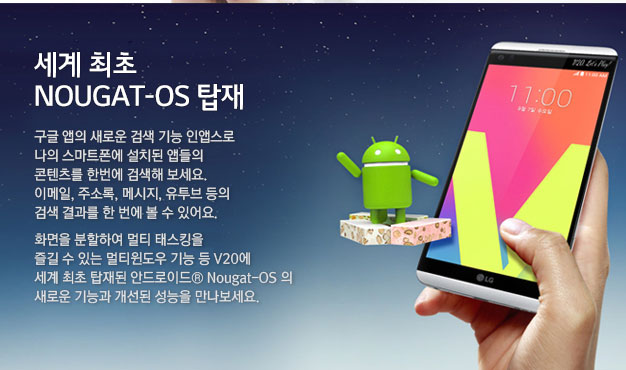 세계 최초
NOUGAT-OS 탑재
구글 앱의 새로운 검색 기능 인앱스로
나의 스마트폰에 설치된 앱들의
콘텐츠를 한번에 검색해 보세요.
이메일, 주소록, 메시지, 유투브 등의
검색 결과를 한 번에 볼 수 있어요.
화면을 분할하여 멀티 태스킹을
즐길 수 있는 멀티윈도우 기능 등 V20에
세계 최초 탑재된 안드로이드® Nougat-OS 의
새로운 기능과 개선된 성능을 만나보세요.
V20 Let's Play!
11:00 AM
11:00
LG